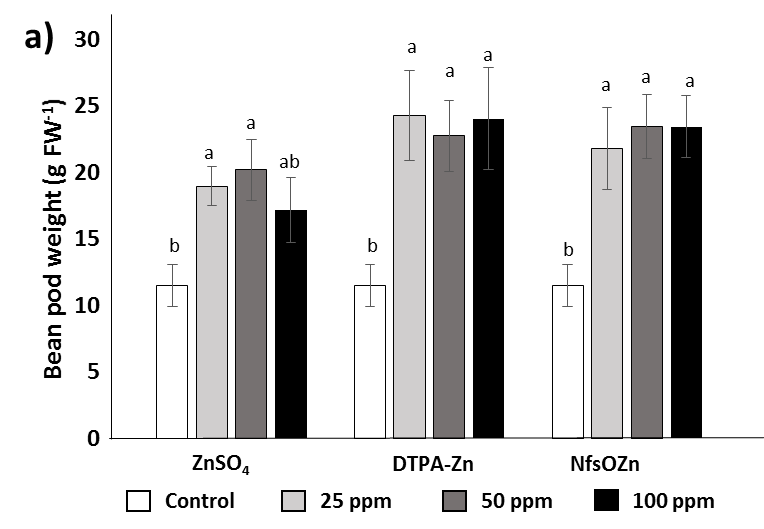 a)
Bean pod weight (g FW⁻¹)
30
25
20
15
10
5
0
b
a
a
ab
b
a
a
a
b
a
a
a
ZnSO₄
DTPA-Zn
NfsOZn
Control
25 ppm
50 ppm
100 ppm